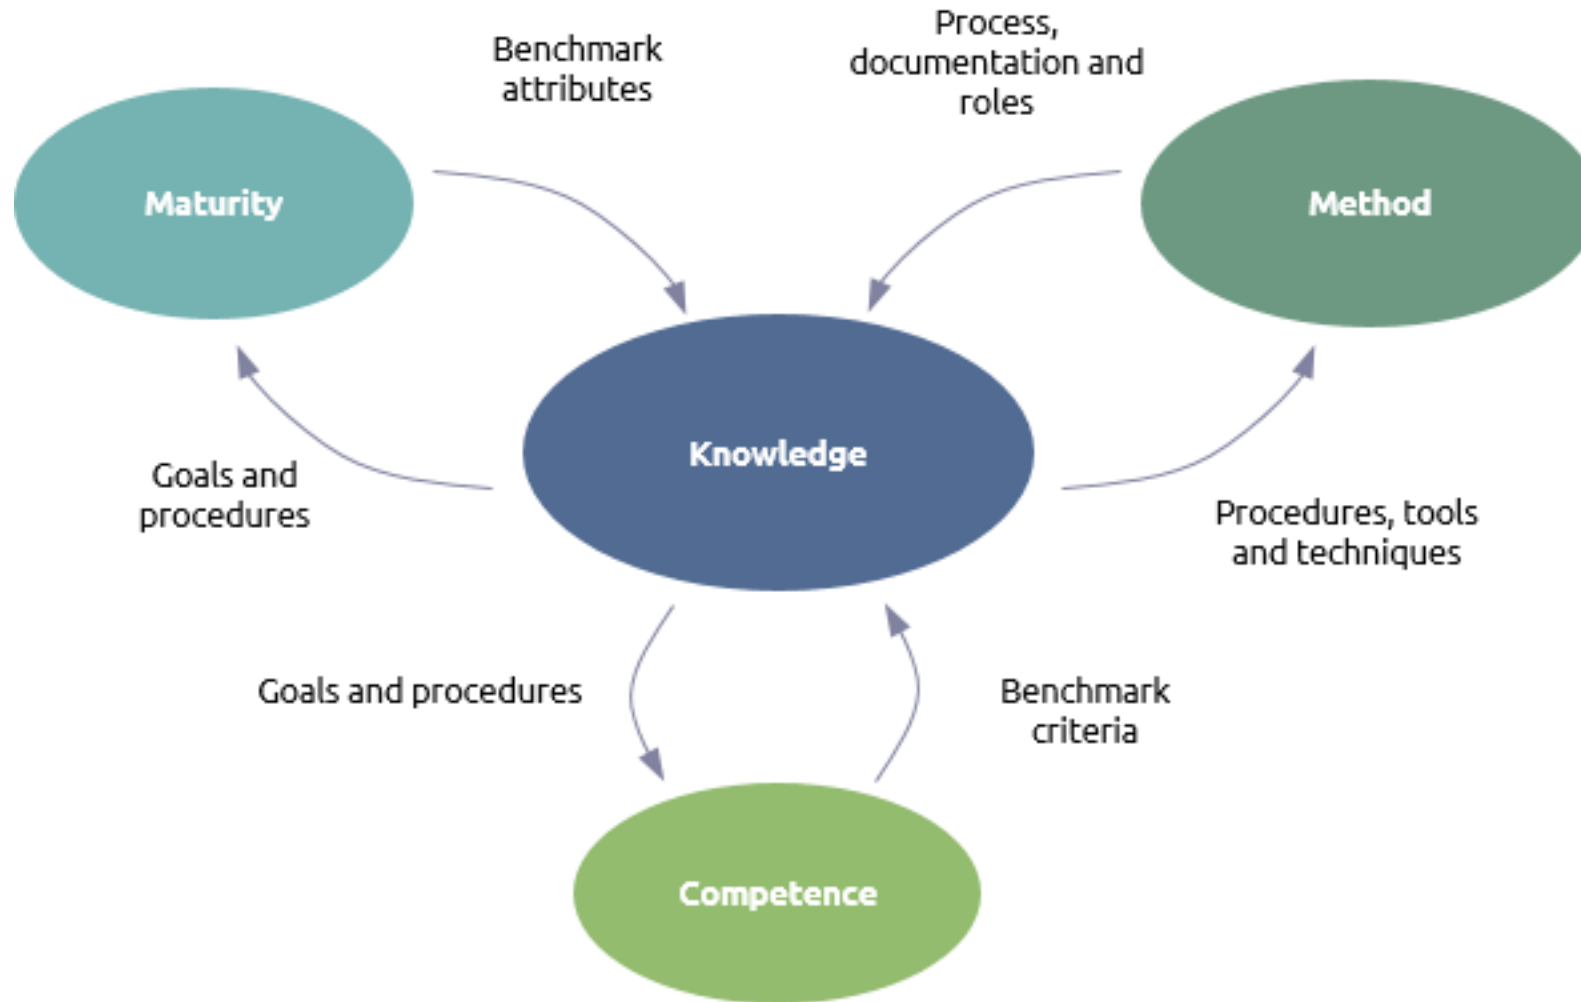 Process,
documentation and
roles
Benchmark
attributes
Maturity
Method
Knowledge
Goals and
procedures
Procedures, tools
and techniques
Goals and procedures
Benchmark
criteria
Competence